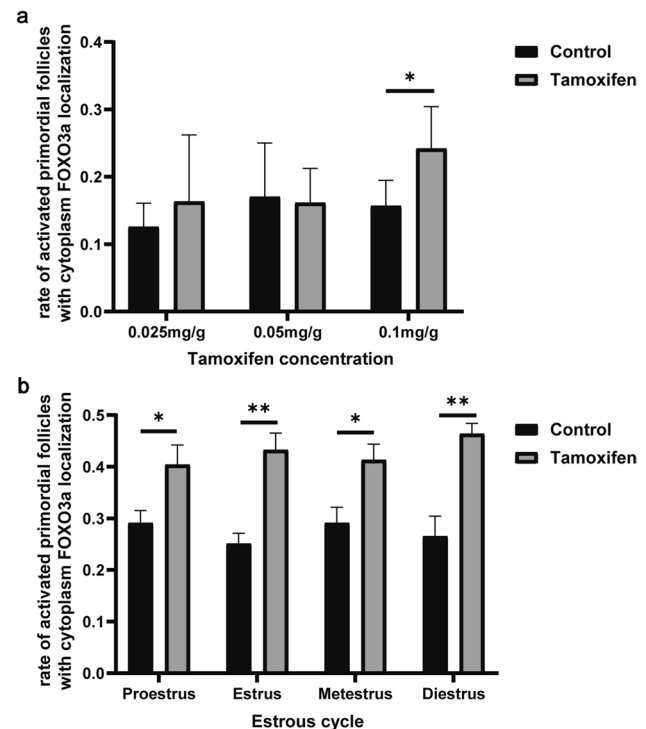 a
rate of activated primordial follicles
with cytoplasm FOXO3a localization
0.4
0.3
0.2
0.1
0.0
*
Control
Tamoxifen
0.025mg/g 0.05mg/g 0.1mg/g
Tamoxifen concentration
b
rate of activated primordial follicles
with cytoplasm FOXO3a localization
0.5
0.4
0.3
0.2
0.1
0.0
* ** * **
Control
Tamoxifen
Proestrus Estrus Metestrus Diestrus
Estrous cycle